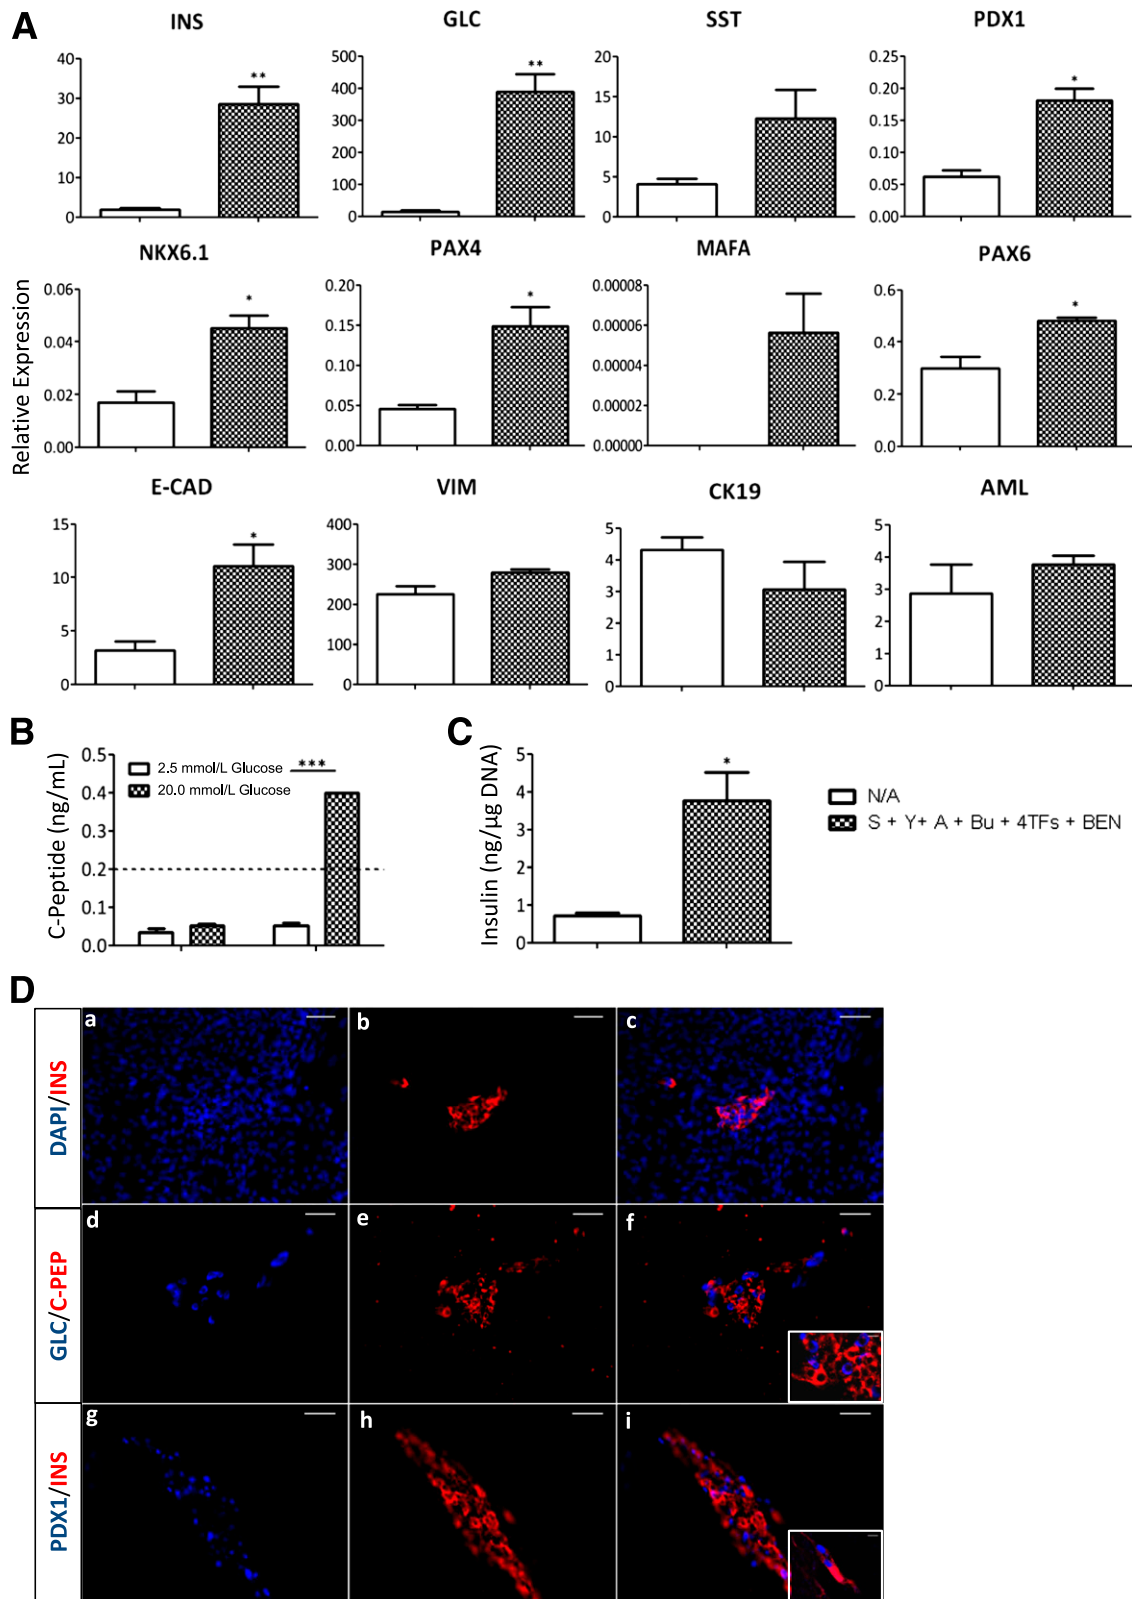 A
INS
GLC
SST
PDX1
40
30
20
10
0
**
500
400
300
200
100
0
**
20
15
10
5
0
0.25
0.20
0.15
0.10
0.05
0.00
*
Relative Expression
NKX6.1
PAX4
MAFA
PAX6
0.06
0.04
0.02
0.00
*
0.20
0.15
0.10
0.05
0.00
*
0.00008
0.00006
0.00004
0.00002
0.00000
0.6
0.4
0.2
0.0
*
E-CAD
VIM
CK19
AML
15
10
5
0
*
400
300
200
100
0
5
4
3
2
1
0
5
4
3
2
1
0
B
C-Peptide (ng/mL)
0.5
0.4
0.3
0.2
0.1
0.0
2.5 mmol/L Glucose
20.0 mmol/L Glucose
***
C
Insulin (ng/µg DNA)
5
4
3
2
1
0
*
N/A
S + Y+ A + Bu + 4TFs + BEN
D
DAPI/INS
a
b
c
GLC/C-PEP
d
e
f
PDX1/INS
g
h
i